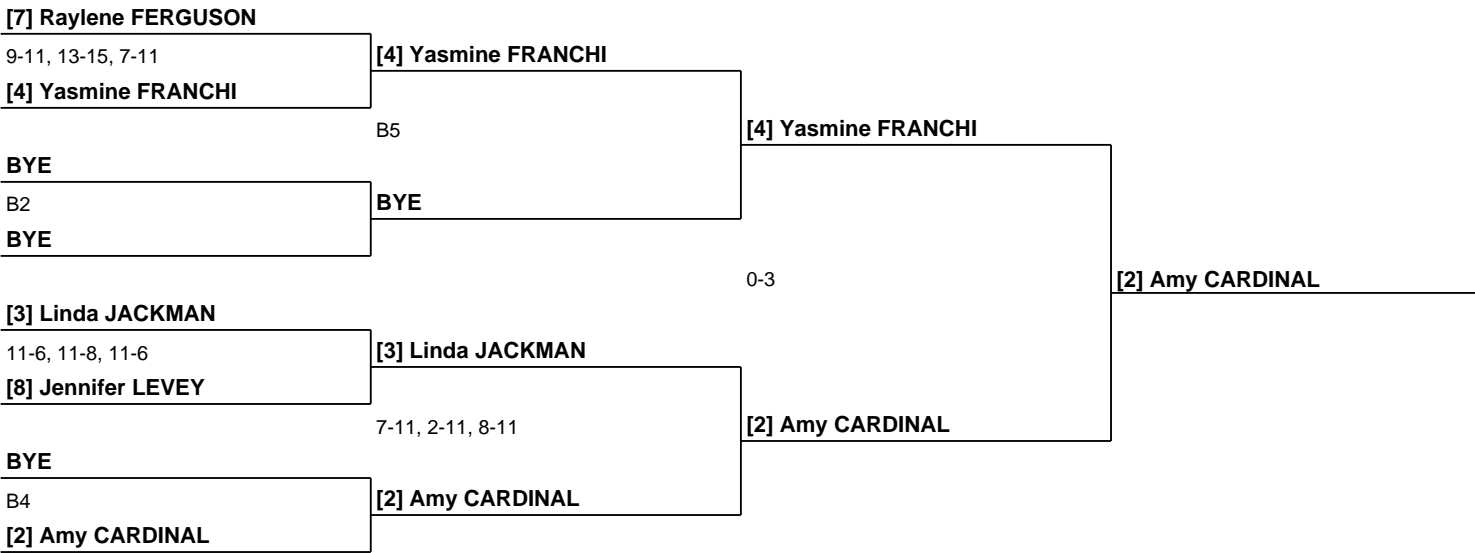 [7] Raylene FERGUSON
9-11, 13-15, 7-11
[4] Yasmine FRANCHI
[4] Yasmine FRANCHI
B5
[4] Yasmine FRANCHI
BYE
B2
BYE
BYE
0-3
[2] Amy CARDINAL
[3] Linda JACKMAN
11-6, 11-8, 11-6
[3] Linda JACKMAN
[8] Jennifer LEVEY
7-11, 2-11, 8-11
[2] Amy CARDINAL
BYE
B4
[2] Amy CARDINAL
[2] Amy CARDINAL